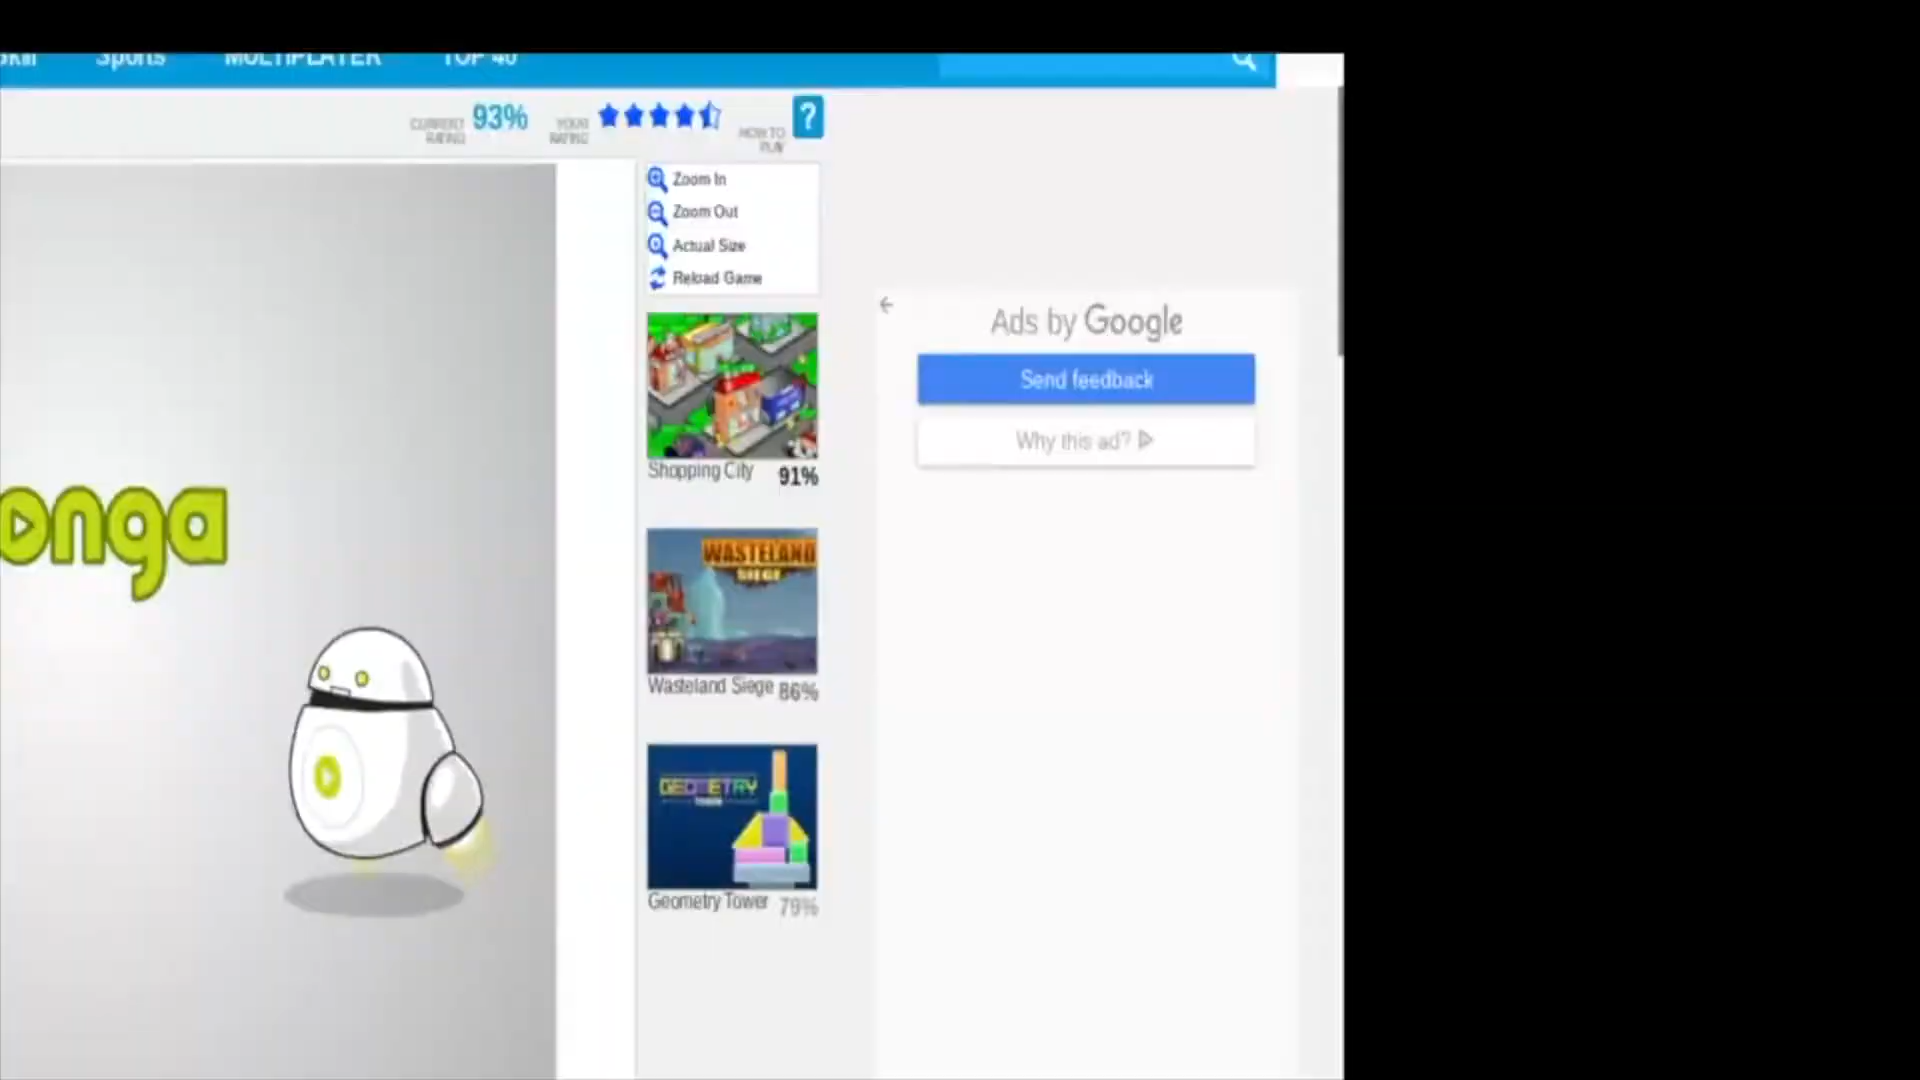 Skill Sports MULTIPLAYER TOP 40
CURRENT RATING 93% YOUR RATING HOW TO PLAY ?
Zoom In
Zoom Out
Actual Size
Reload Game
Ads by Google
Send feedback
Why this ad?
Shopping City 91%
onga
WASTELAND
SIEGE
Wasteland Siege 86%
GEOMETRY
TOWER
Geometry Tower 79%